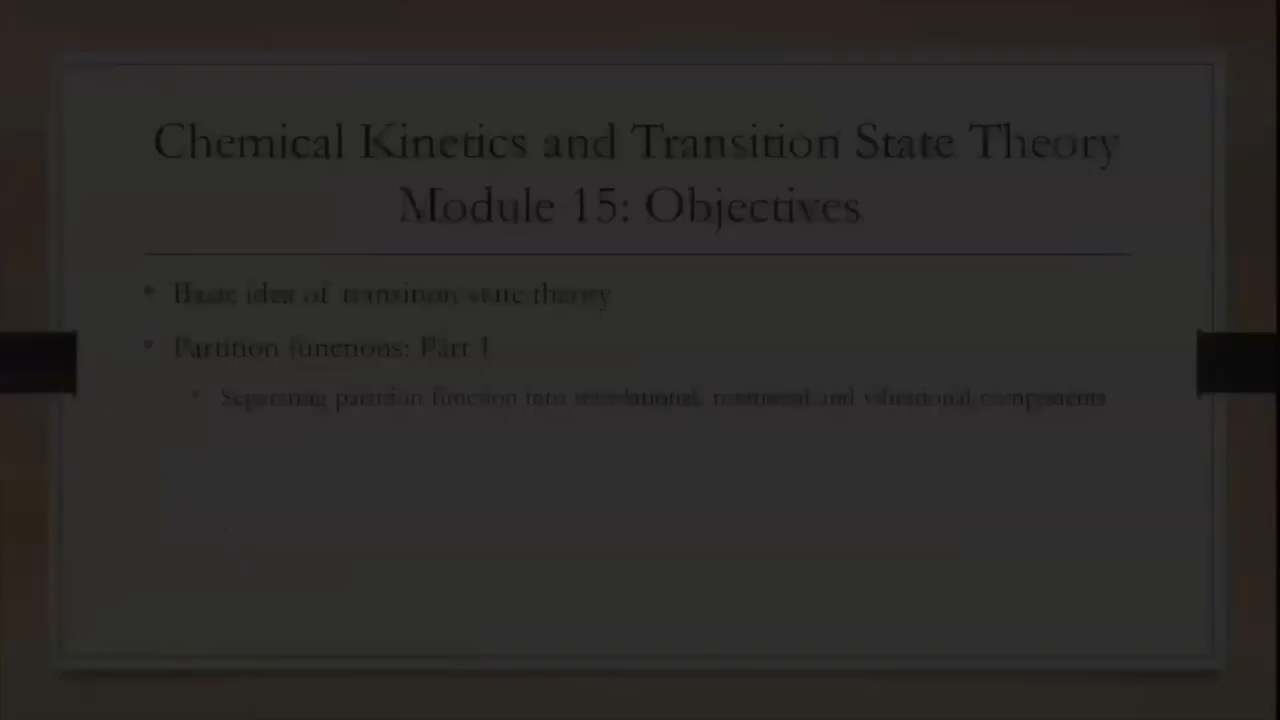 Chemical Kinetics and Transition State Theory
Module 15: Objectives
• Basic idea of transition state theory
• Partition functions: Part 1
• Separating partition function into translational, rotational and vibrational components